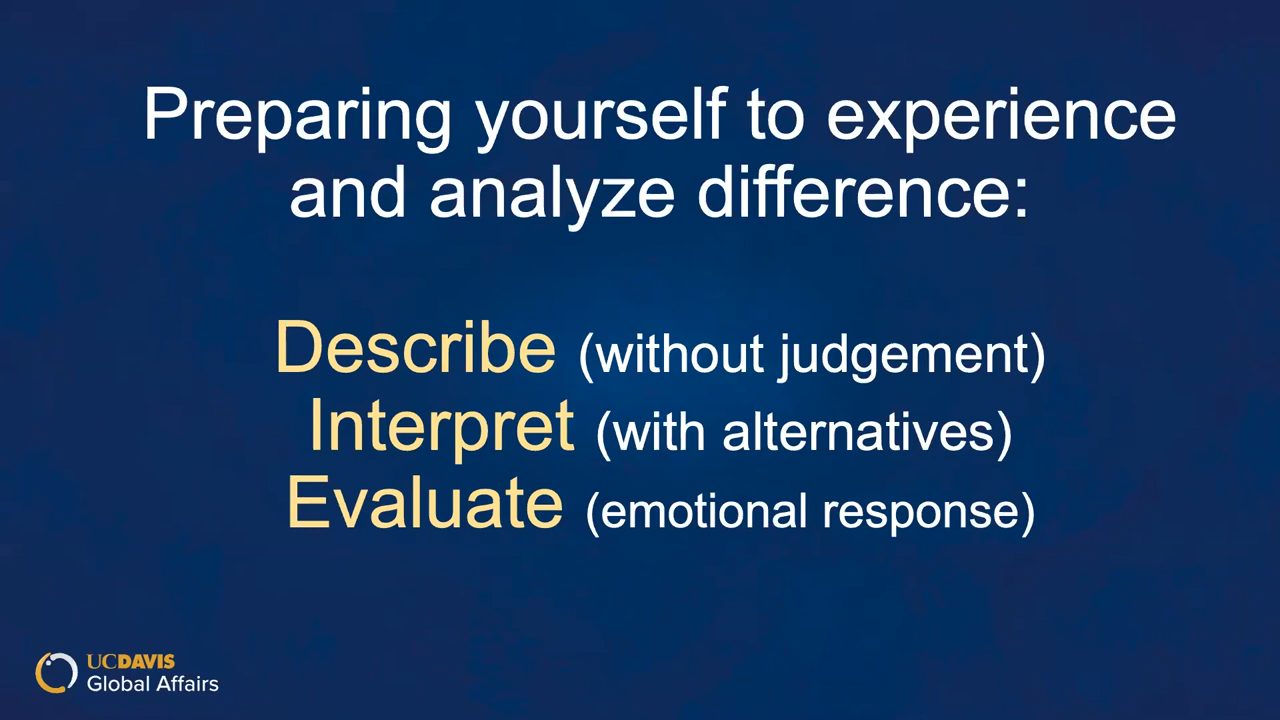 Preparing yourself to experience
and analyze difference:
Describe (without judgement)
Interpret (with alternatives)
Evaluate (emotional response)
UCDAVIS
Global Affairs